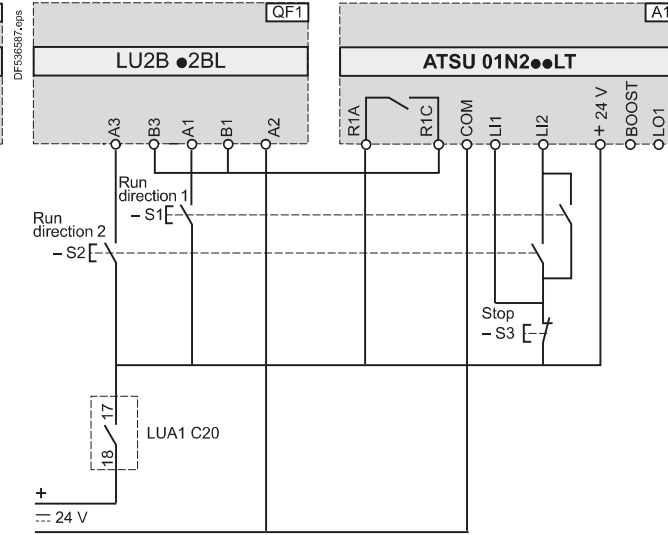 QF1
A1
DF536587.eps
LU2B ●2BL
ATSU 01N2●●LT
A3
B3
A1
B1
A2
R1A
R1C
COM
LI1
LI2
+ 24 V
BOOST
LO1
Run
direction 1
– S1
Run
direction 2
– S2
Stop
– S3
17
18
LUA1 C20
+
24 V